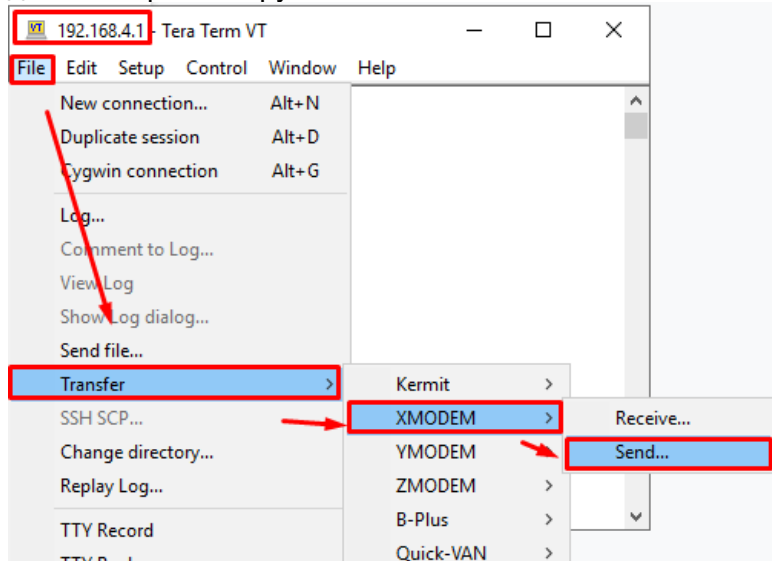 192.168.4.1 - Tera Term VT
File Edit Setup Control Window Help
New connection... Alt+N
Duplicate session Alt+D
Cygwin connection Alt+G
Log...
Comment to Log...
View Log
Show Log dialog...
Send file...
Transfer
Kermit
SSH SCP...
XMODEM
Receive...
Change directory...
YMODEM
Send...
Replay Log...
ZMODEM
B-Plus
TTY Record
Quick-VAN